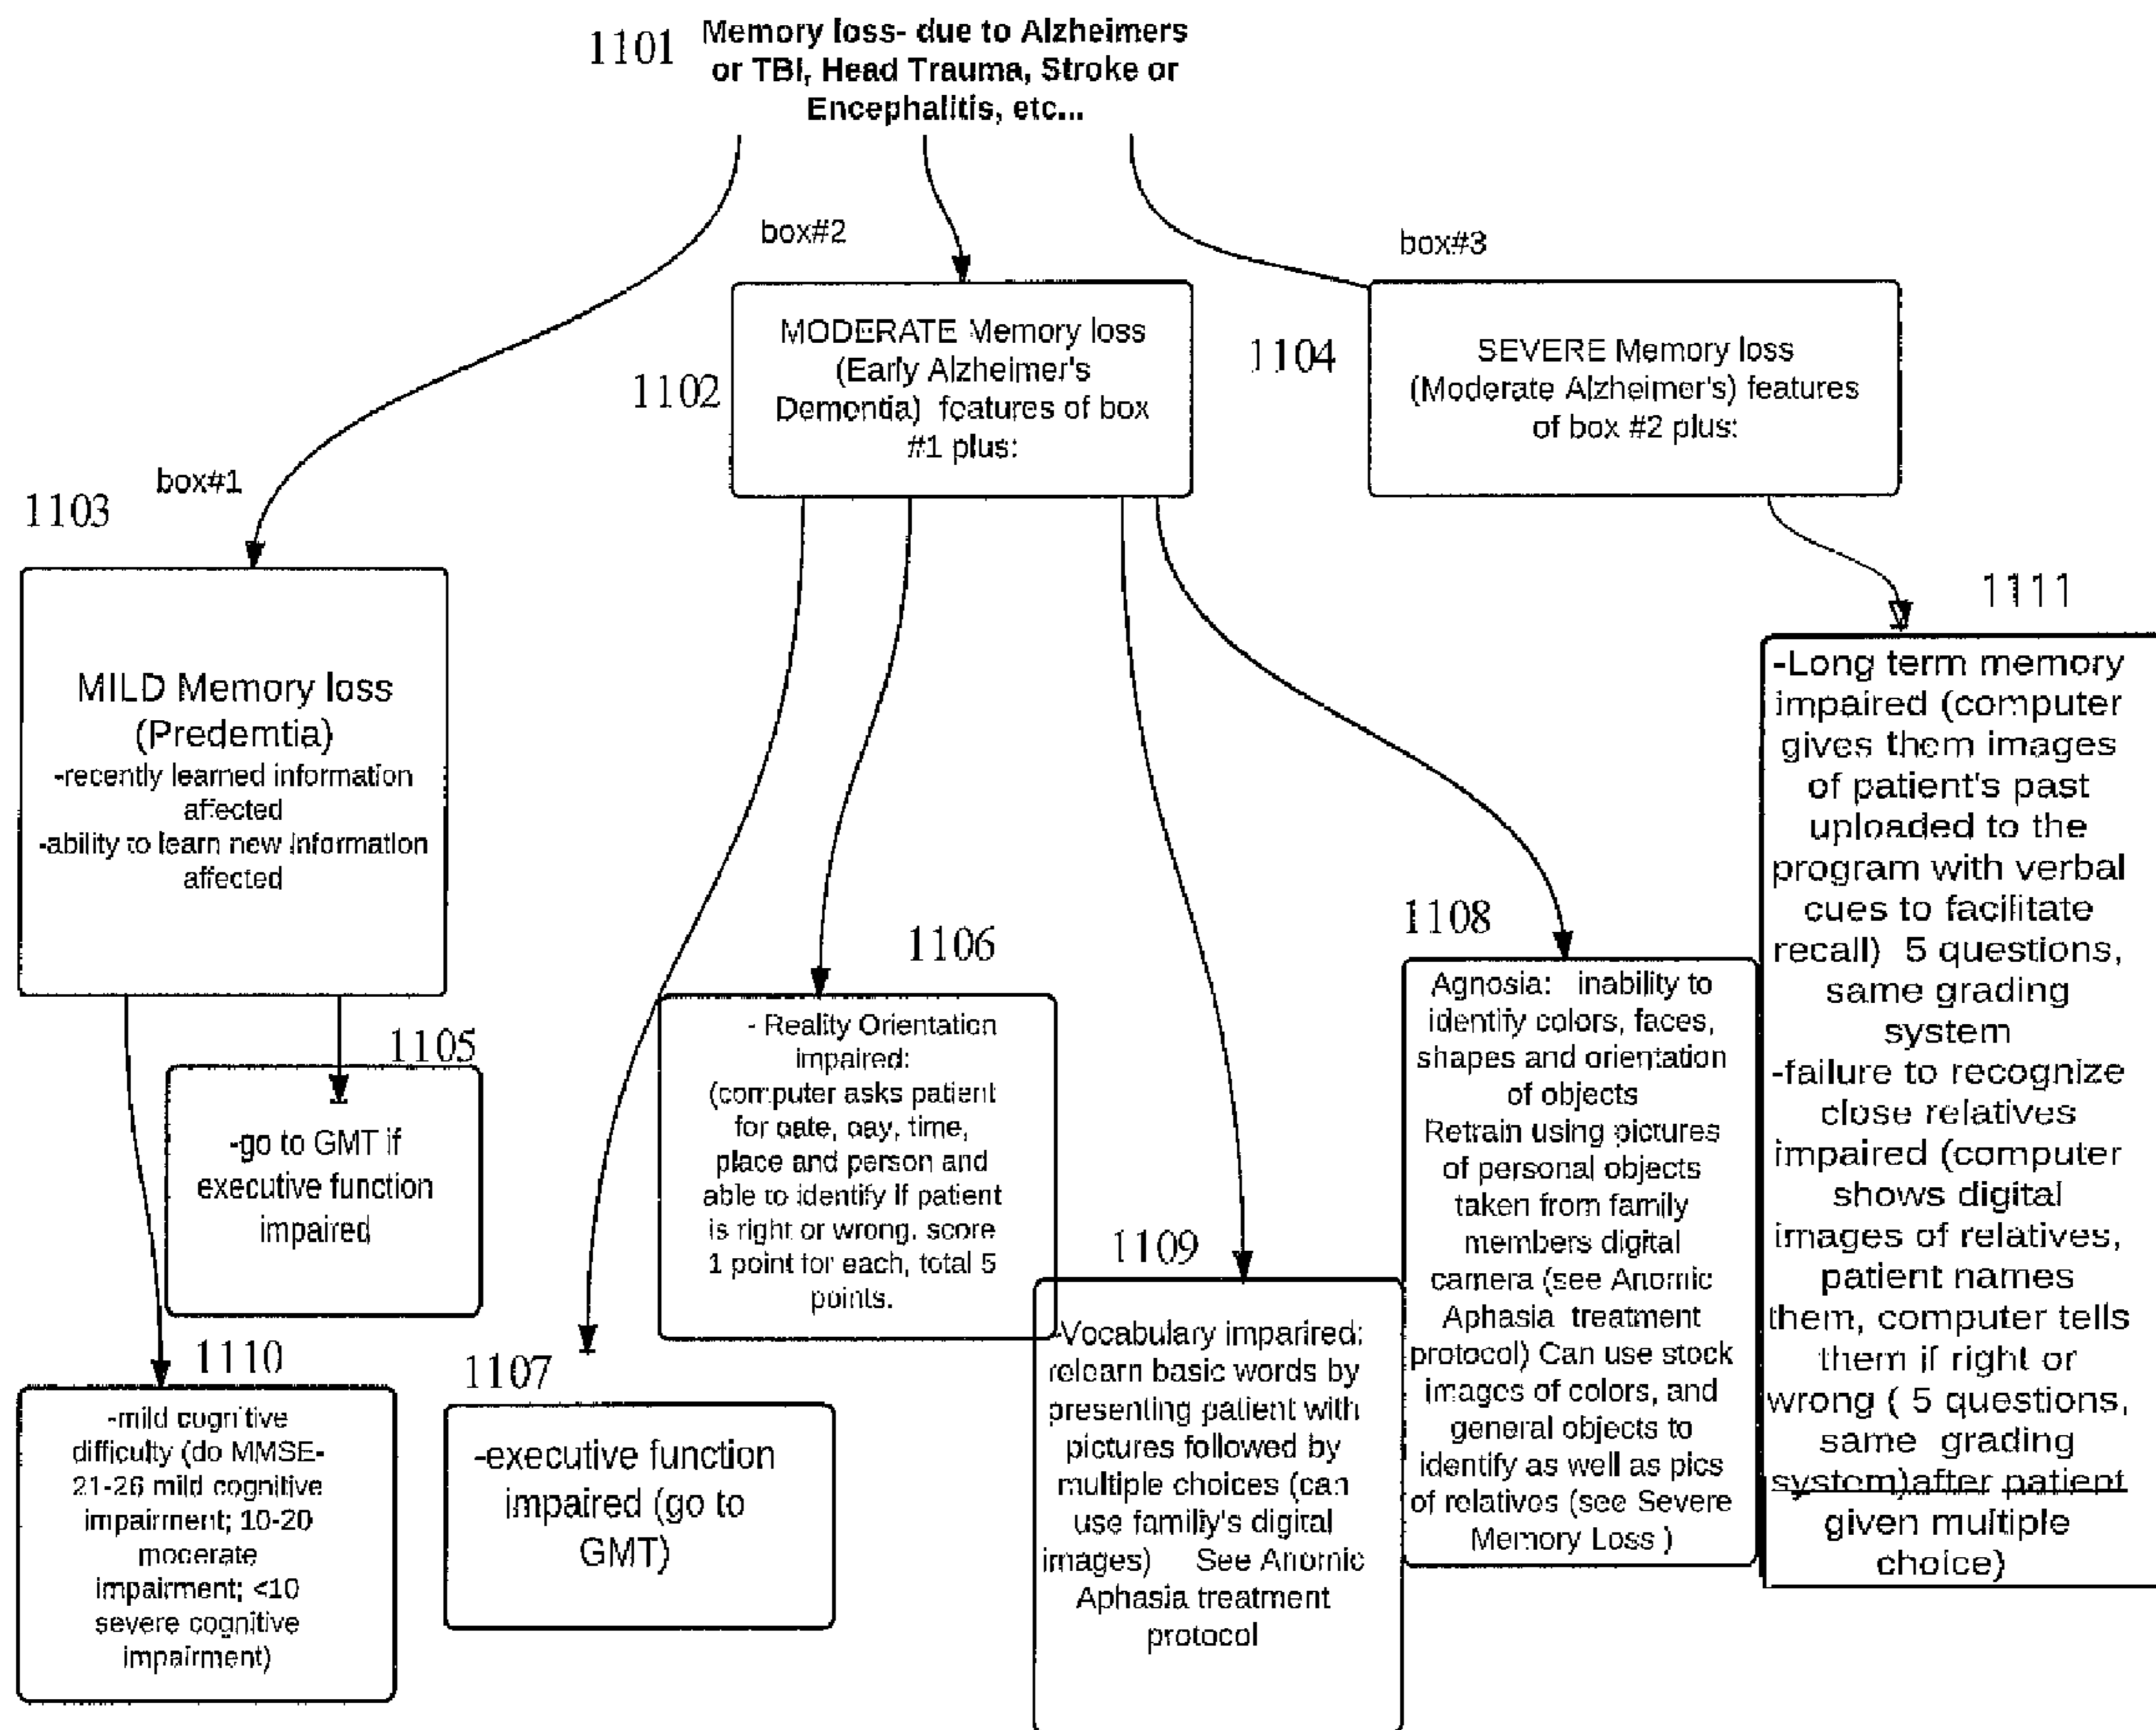 1101
Memory loss- due to Alzheimers
or TBI, Head Trauma, Stroke or
Encephalitis, etc...
box#2
box#3
1102
MODERATE Memory loss
(Early Alzheimer's
Dementia) features of box
#1 plus:
1104
SEVERE Memory loss
(Moderate Alzheimer's) features
of box #2 plus:
box#1
1103
MILD Memory loss
(Predemtia)
-recently learned information
affected
-ability to learn new information
affected
1105
-go to GMT if
executive function
impaired
1110
-mild cognitive
difficulty (do MMSE-
21-26 mild cognitive
impairment; 10-20
moderate
impairment; <10
severe cognitive
impairment)
1107
-executive function
impaired (go to
GMT)
1106
- Reality Orientation
impaired:
(computer asks patient
for date, day, time,
place and person and
able to identify if patient
is right or wrong, score
1 point for each, total 5
points.
1109
-Vocabulary imparired:
relearn basic words by
presenting patient with
pictures followed by
multiple choices (can
use familiy's digital
images) See Anomic
Aphasia treatment
protocol
1108
Agnosia: inability to
identify colors, faces,
shapes and orientation
of objects
Retrain using pictures
of personal objects
taken from family
members digital
camera (see Anomic
Aphasia treatment
protocol) Can use stock
images of colors, and
general objects to
identify as well as pics
of relatives (see Severe
Memory Loss )
1111
-Long term memory
impaired (computer
gives them images
of patient's past
uploaded to the
program with verbal
cues to facilitate
recall) 5 questions,
same grading
system
-failure to recognize
close relatives
impaired (computer
shows digital
images of relatives,
patient names
them, computer tells
them if right or
wrong ( 5 questions,
same grading
system)after patient
given multiple
choice)